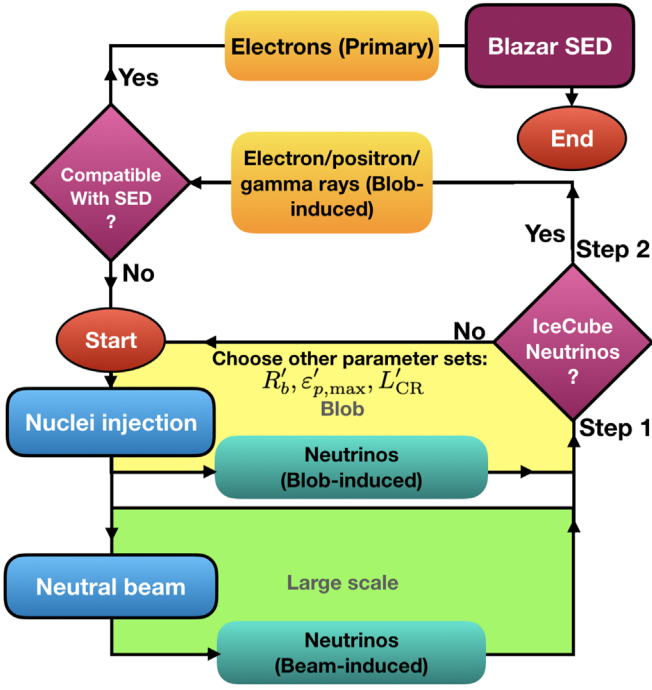 Electrons (Primary)
Blazar SED
Yes
End
Electron/positron/
gamma rays (Blob-
induced)
Compatible
With SED
?
Yes
Step 2
No
Start
No
IceCube
Neutrinos
?
Choose other parameter sets:
R′_b, ε′_{p,max}, L′_{CR}
Blob
Nuclei injection
Step 1
Neutrinos
(Blob-induced)
Neutral beam
Large scale
Neutrinos
(Beam-induced)